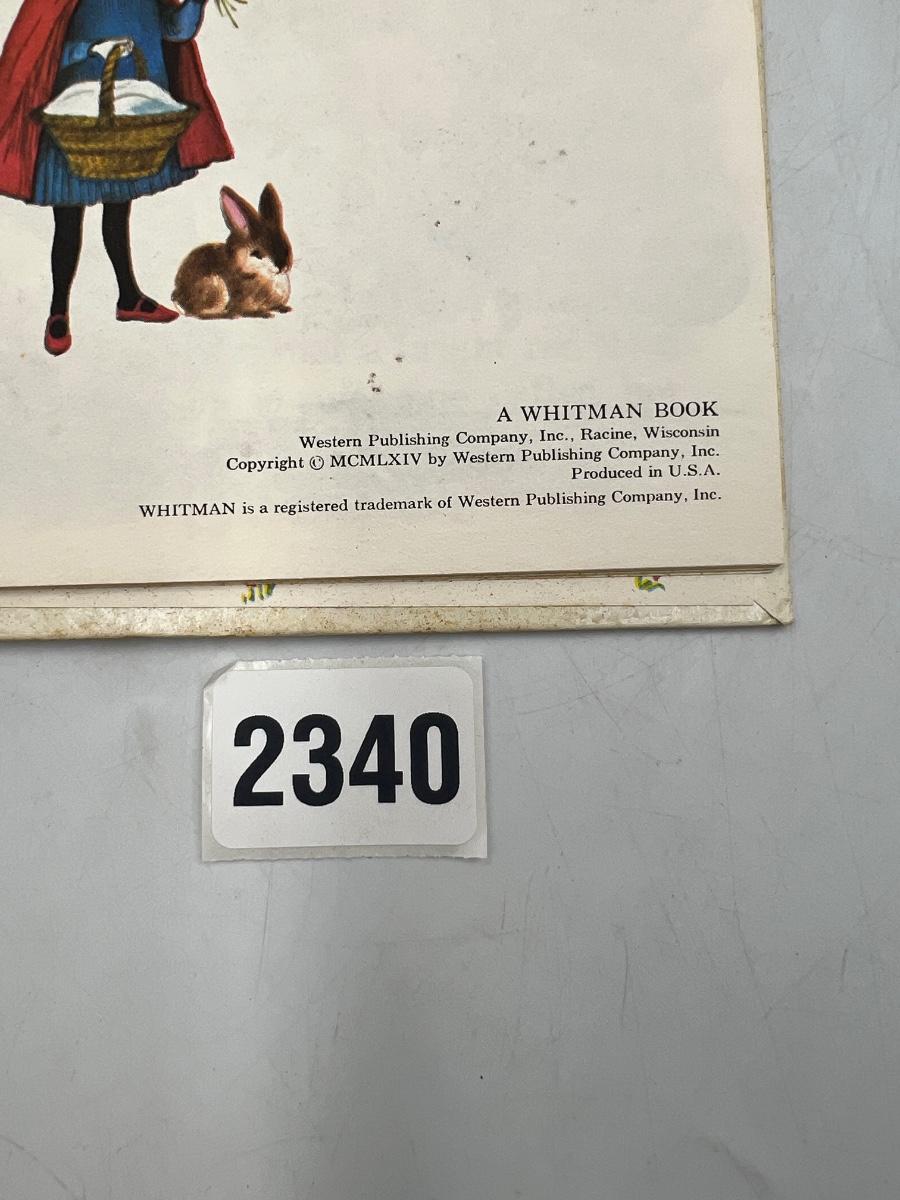 A WHITMAN BOOK
Western Publishing Company, Inc., Racine, Wisconsin
Copyright © MCMLXIV by Western Publishing Company, Inc.
Produced in U.S.A.
WHITMAN is a registered trademark of Western Publishing Company, Inc.
2340